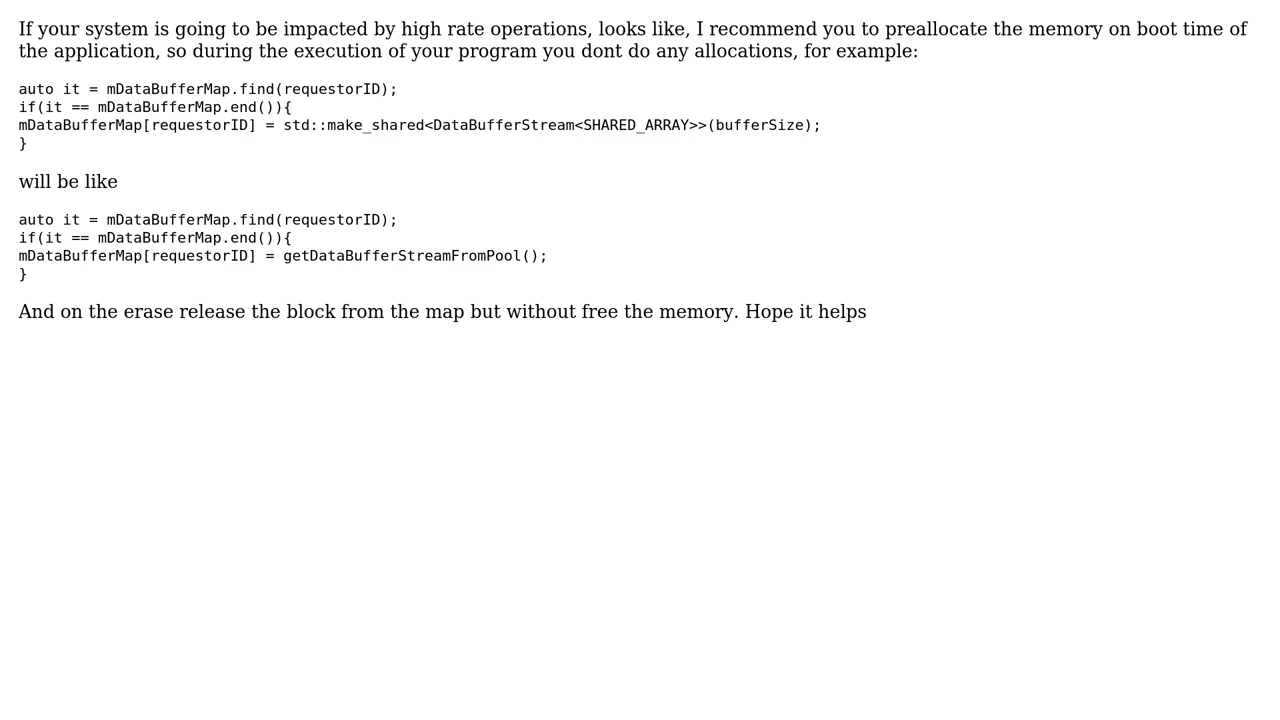 If your system is going to be impacted by high rate operations, looks like, I recommend you to preallocate the memory on boot time of
the application, so during the execution of your program you dont do any allocations, for example:
auto it = mDataBufferMap.find(requestorID);
if(it == mDataBufferMap.end()){
mDataBufferMap[requestorID] = std::make_shared<DataBufferStream<SHARED_ARRAY>>(bufferSize);
}
will be like
auto it = mDataBufferMap.find(requestorID);
if(it == mDataBufferMap.end()){
mDataBufferMap[requestorID] = getDataBufferStreamFromPool();
}
And on the erase release the block from the map but without free the memory. Hope it helps